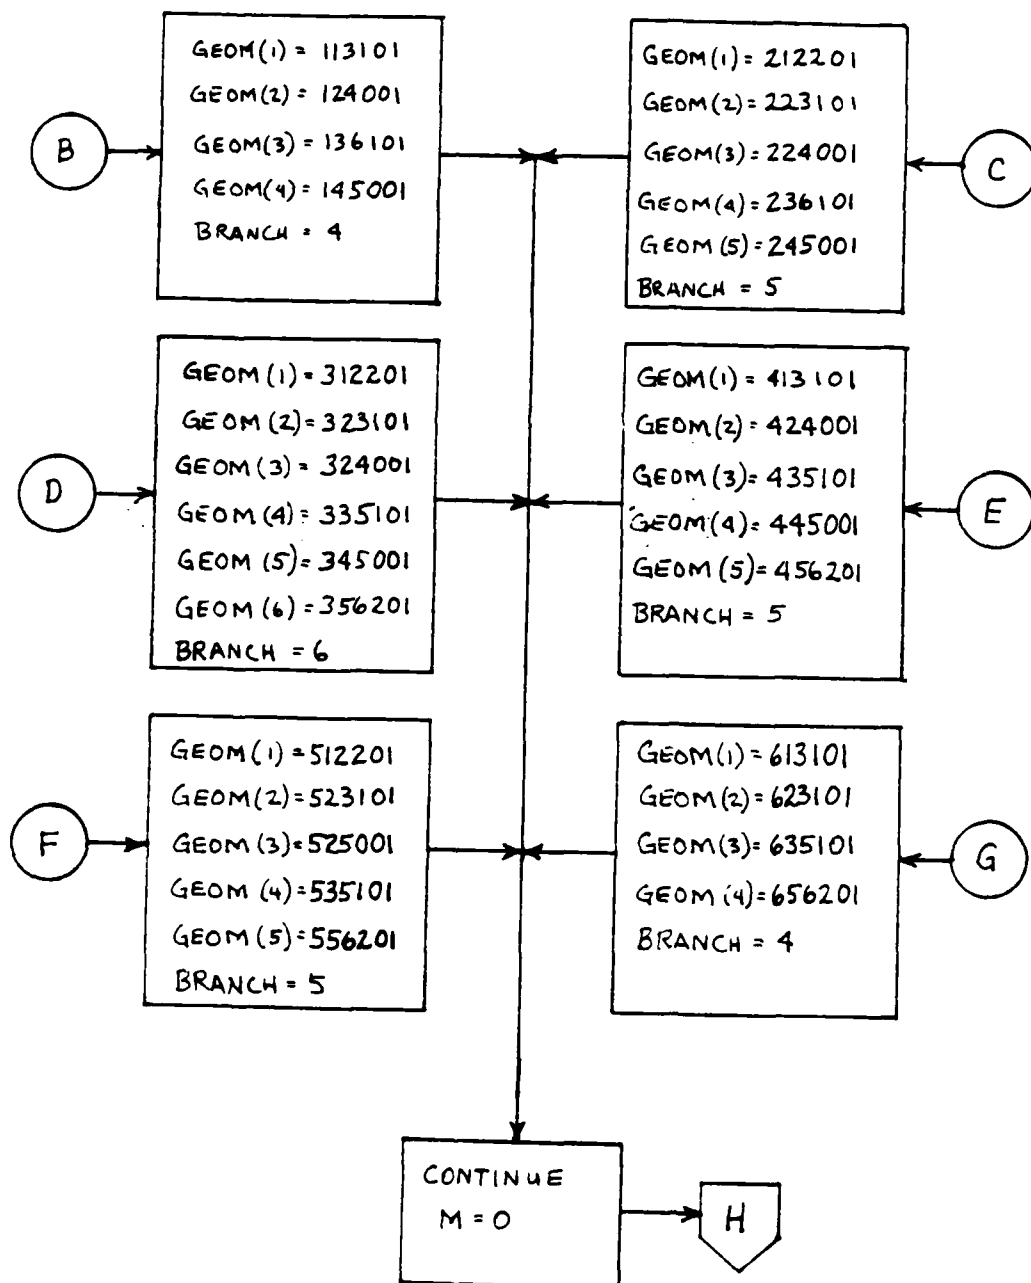 B
GEOM(1) = 113101
GEOM(2) = 124001
GEOM(3) = 136101
GEOM(4) = 145001
BRANCH = 4
GEOM(1) = 212201
GEOM(2) = 223101
GEOM(3) = 224001
GEOM(4) = 236101
GEOM(5) = 245001
BRANCH = 5
C
D
GEOM(1) = 312201
GEOM(2) = 323101
GEOM(3) = 324001
GEOM(4) = 335101
GEOM(5) = 345001
GEOM(6) = 356201
BRANCH = 6
GEOM(1) = 413101
GEOM(2) = 424001
GEOM(3) = 435101
GEOM(4) = 445001
GEOM(5) = 456201
BRANCH = 5
E
F
GEOM(1) = 512201
GEOM(2) = 523101
GEOM(3) = 525001
GEOM(4) = 535101
GEOM(5) = 556201
BRANCH = 5
GEOM(1) = 613101
GEOM(2) = 623101
GEOM(3) = 635101
GEOM(4) = 656201
BRANCH = 4
G
CONTINUE
M = 0
H